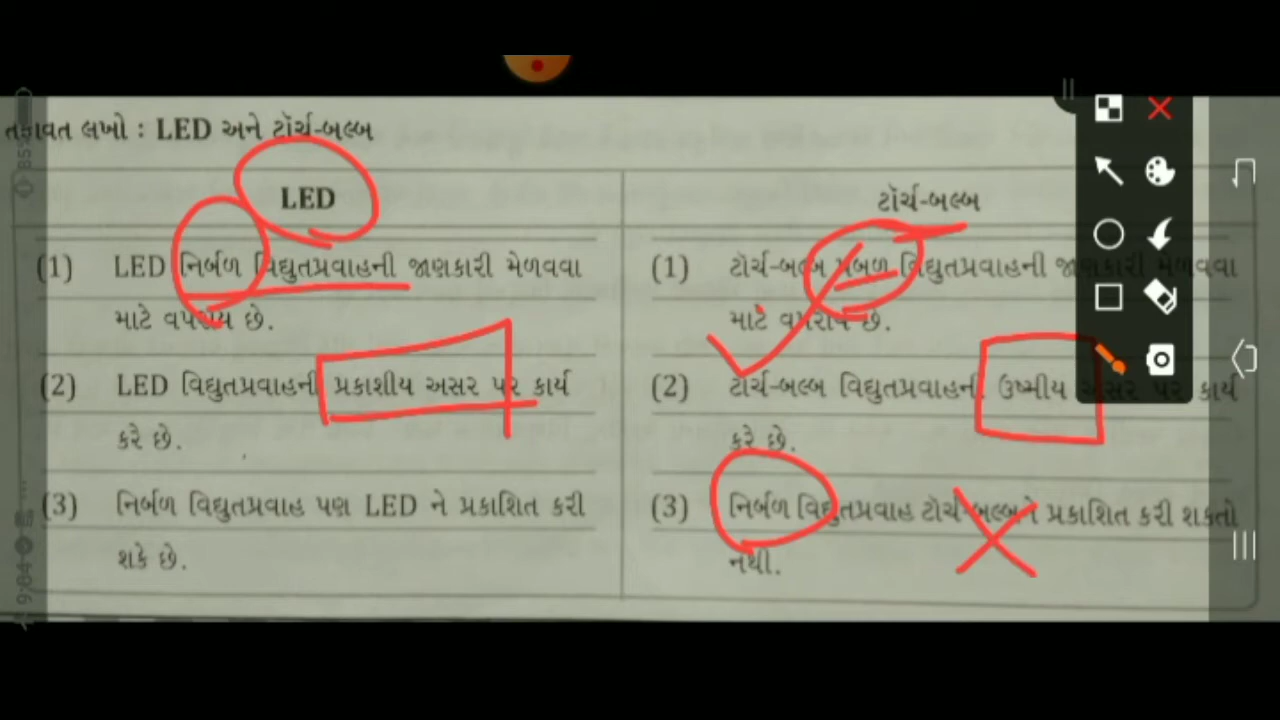 તફાવત લખો : LED અને ટૉર્ચ-બલ્બ
LED
ટૉર્ચ-બલ્બ
(1) LED નિર્બળ વિદ્યુતપ્રવાહની જાણકારી મેળવવા
માટે વપરાય છે.
(1) ટૉર્ચ-બલ્બ પ્રબળ વિદ્યુતપ્રવાહની જાણકારી મેળવવા
માટે વપરાય છે.
(2) LED વિદ્યુતપ્રવાહની પ્રકાશીય અસર પર કાર્ય
કરે છે.
(2) ટૉર્ચ-બલ્બ વિદ્યુતપ્રવાહની ઉષ્મીય અસર પર કાર્ય
કરે છે.
(3) નિર્બળ વિદ્યુતપ્રવાહ પણ LED ને પ્રકાશિત કરી
શકે છે.
(3) નિર્બળ વિદ્યુતપ્રવાહ ટૉર્ચ-બલ્બને પ્રકાશિત કરી શકતો
નથી.
9:04